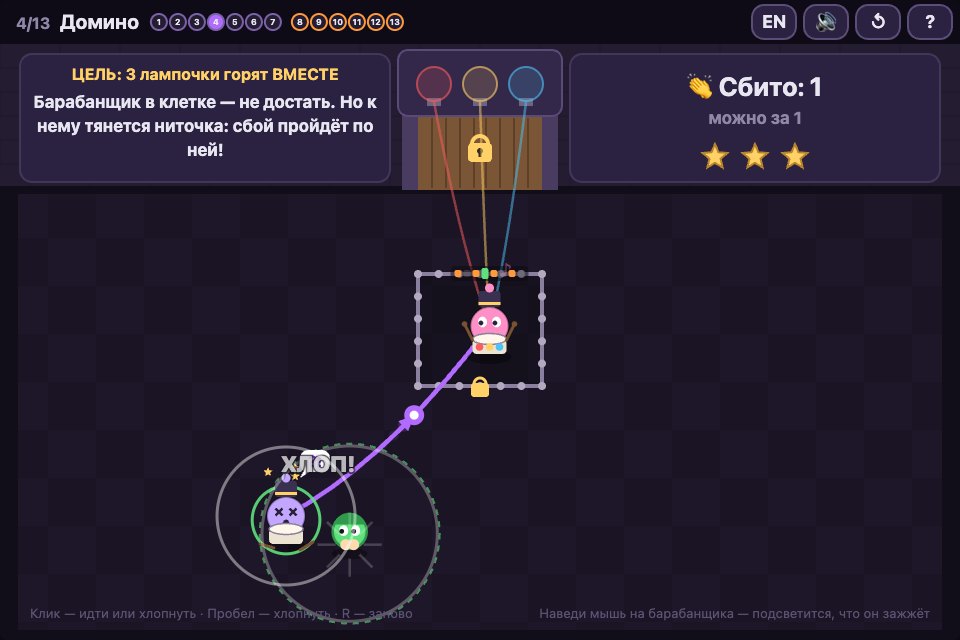 4/13 Домино 1 2 3 4 5 6 7 8 9 10 11 12 13 EN ?
ЦЕЛЬ: 3 лампочки горят ВМЕСТЕ
Барабанщик в клетке — не достать. Но к
нему тянется ниточка: сбой пройдёт по
ней!
👏 Сбито: 1
можно за 1
ХЛОП!
Клик — идти или хлопнуть · Пробел — хлопнуть · R — заново
Наведи мышь на барабанщика — подсветится, что он зажжёт